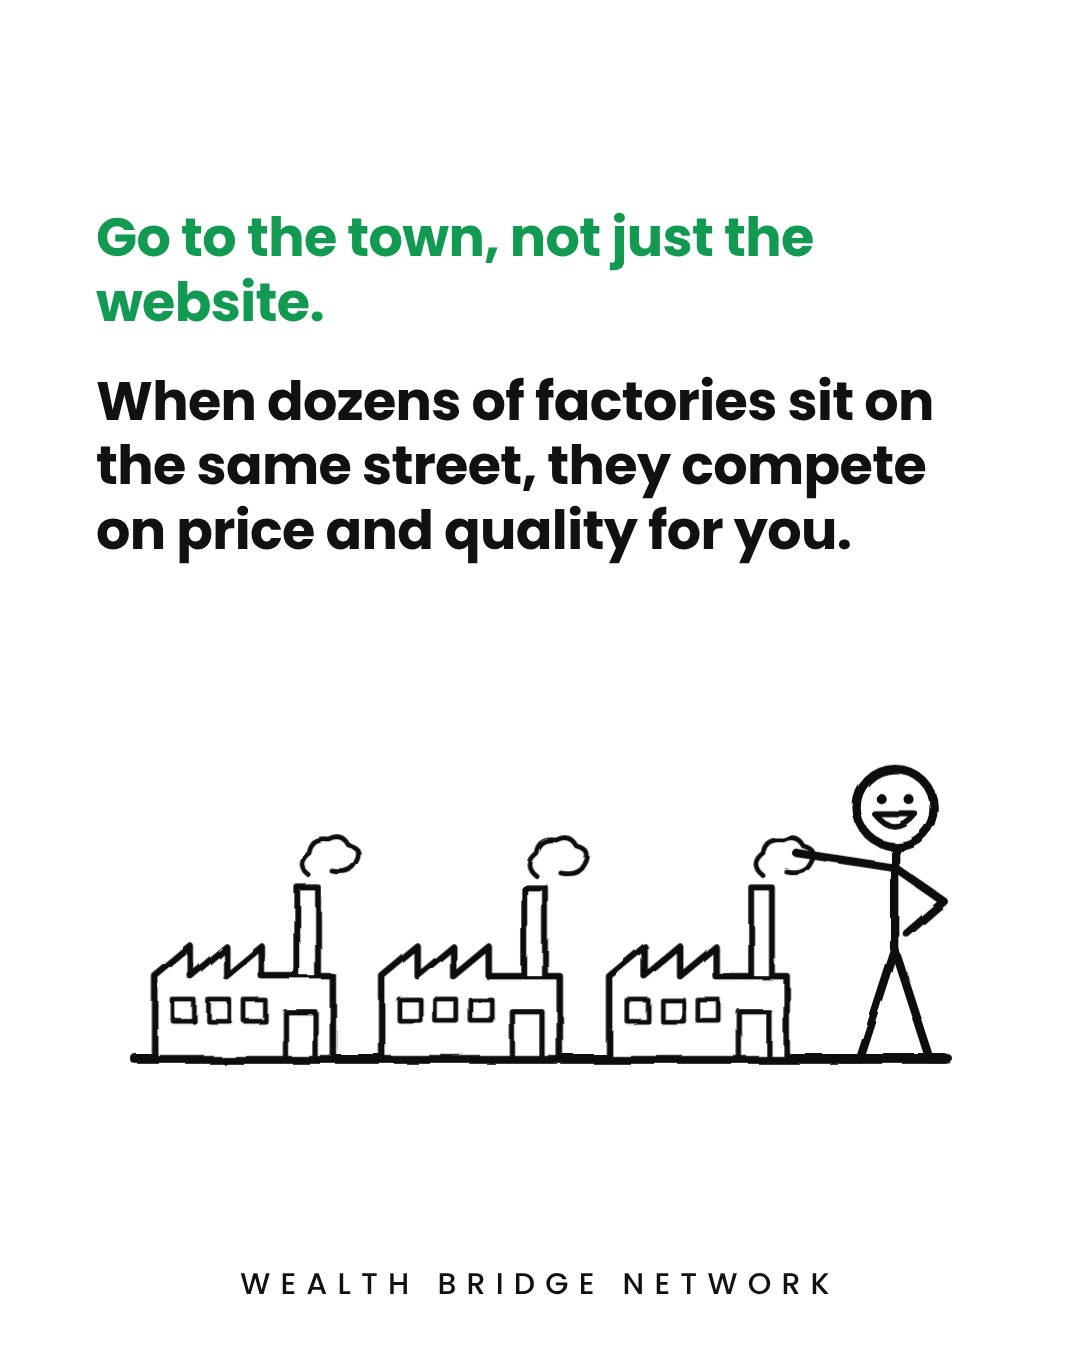 Go to the town, not just the
website.
When dozens of factories sit on
the same street, they compete
on price and quality for you.
WEALTH BRIDGE NETWORK